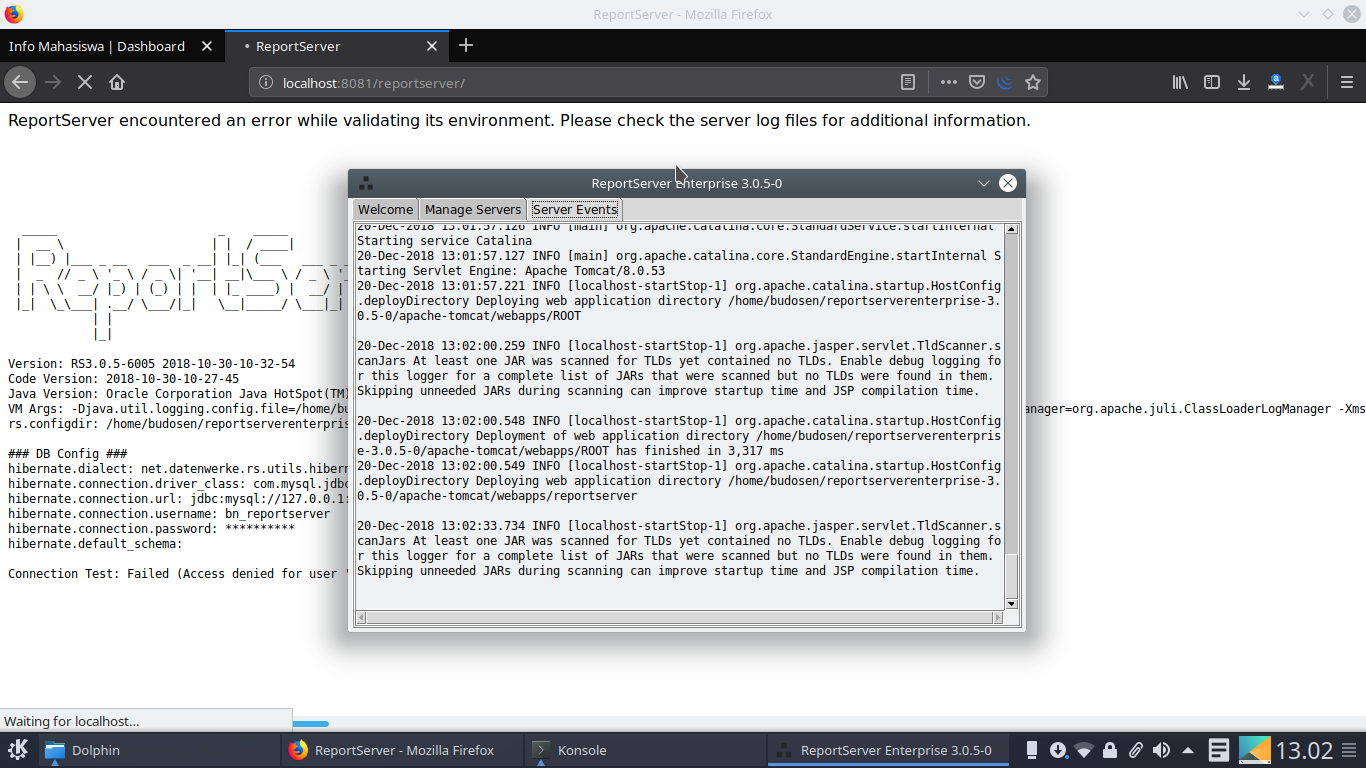 ReportServer - Mozilla Firefox
Info Mahasiswa | Dashboard
ReportServer
localhost:8081/reportserver/
ReportServer encountered an error while validating its environment. Please check the server log files for additional information.
Version: RS3.0.5-6005 2018-10-30-10-32-54
Code Version: 2018-10-30-10-27-45
Java Version: Oracle Corporation Java HotSpot(TM)
VM Args: -Djava.util.logging.config.file=/home/bu
anager=org.apache.juli.ClassLoaderLogManager -Xms
rs.configdir: /home/budosen/reportserverenterpris
### DB Config ###
hibernate.dialect: net.datenwerke.rs.utils.hibern
hibernate.connection.driver_class: com.mysql.jdbc
hibernate.connection.url: jdbc:mysql://127.0.0.1:
hibernate.connection.username: bn_reportserver
hibernate.connection.password: **********
hibernate.default_schema:
Connection Test: Failed (Access denied for user '
ReportServer Enterprise 3.0.5-0
Welcome
Manage Servers
Server Events
20-Dec-2018 13:01:57.126 INFO [main] org.apache.catalina.core.StandardService.startInternal
Starting service Catalina
20-Dec-2018 13:01:57.127 INFO [main] org.apache.catalina.core.StandardEngine.startInternal S
tarting Servlet Engine: Apache Tomcat/8.0.53
20-Dec-2018 13:01:57.221 INFO [localhost-startStop-1] org.apache.catalina.startup.HostConfig
.deployDirectory Deploying web application directory /home/budosen/reportserverenterprise-3.
0.5-0/apache-tomcat/webapps/ROOT
20-Dec-2018 13:02:00.259 INFO [localhost-startStop-1] org.apache.jasper.servlet.TldScanner.s
canJars At least one JAR was scanned for TLDs yet contained no TLDs. Enable debug logging fo
r this logger for a complete list of JARs that were scanned but no TLDs were found in them.
Skipping unneeded JARs during scanning can improve startup time and JSP compilation time.
20-Dec-2018 13:02:00.548 INFO [localhost-startStop-1] org.apache.catalina.startup.HostConfig
.deployDirectory Deployment of web application directory /home/budosen/reportserverenterpris
e-3.0.5-0/apache-tomcat/webapps/ROOT has finished in 3,317 ms
20-Dec-2018 13:02:00.549 INFO [localhost-startStop-1] org.apache.catalina.startup.HostConfig
.deployDirectory Deploying web application directory /home/budosen/reportserverenterprise-3.
0.5-0/apache-tomcat/webapps/reportserver
20-Dec-2018 13:02:33.734 INFO [localhost-startStop-1] org.apache.jasper.servlet.TldScanner.s
canJars At least one JAR was scanned for TLDs yet contained no TLDs. Enable debug logging fo
r this logger for a complete list of JARs that were scanned but no TLDs were found in them.
Skipping unneeded JARs during scanning can improve startup time and JSP compilation time.
Waiting for localhost...
Dolphin
ReportServer - Mozilla Firefox
Konsole
ReportServer Enterprise 3.0.5-0
13.02